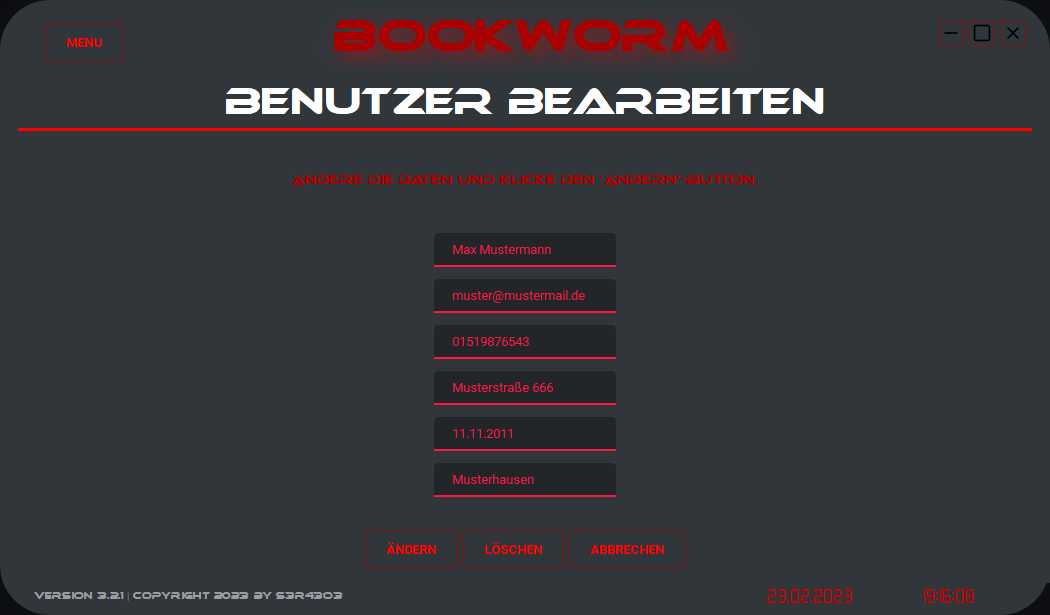 MENU
BOOKWORM
BENUTZER BEARBEITEN
ÄNDERE DIE DATEN UND KLICKE DEN "ÄNDERN"-BUTTON.
Max Mustermann
muster@mustermail.de
01519876543
Musterstraße 666
11.11.2011
Musterhausen
ÄNDERN LÖSCHEN ABBRECHEN
VERSION 3.2.1 | COPYRIGHT 2023 BY S3R43O3 23.02.2023 19:16:08